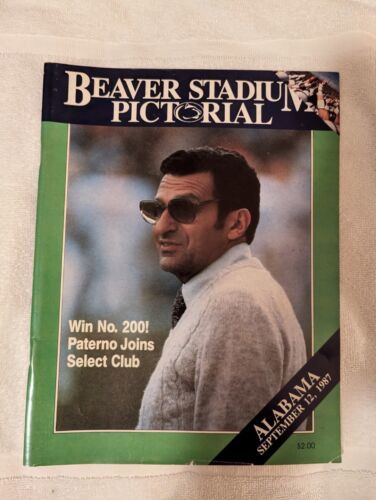 BEAVER STADIUM
PICTORIAL
Win No. 200!
Paterno Joins
Select Club
ALABAMA
SEPTEMBER 12, 1987
$2.00